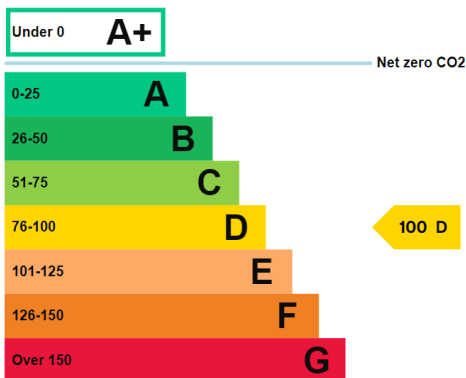 Under 0 A+
Net zero CO2
0-25 A
26-50 B
51-75 C
76-100 D
100 D
101-125 E
126-150 F
Over 150 G